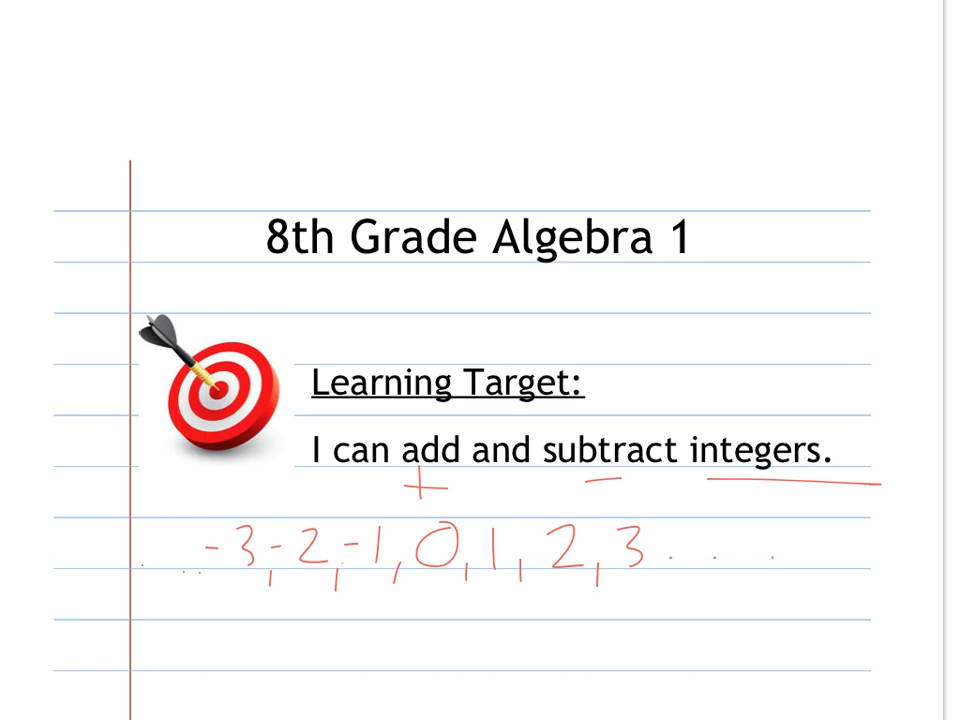 8th Grade Algebra 1
Learning Target:
I can add and subtract integers.
+ −
. . . -3, -2, -1, 0, 1, 2, 3 . . .